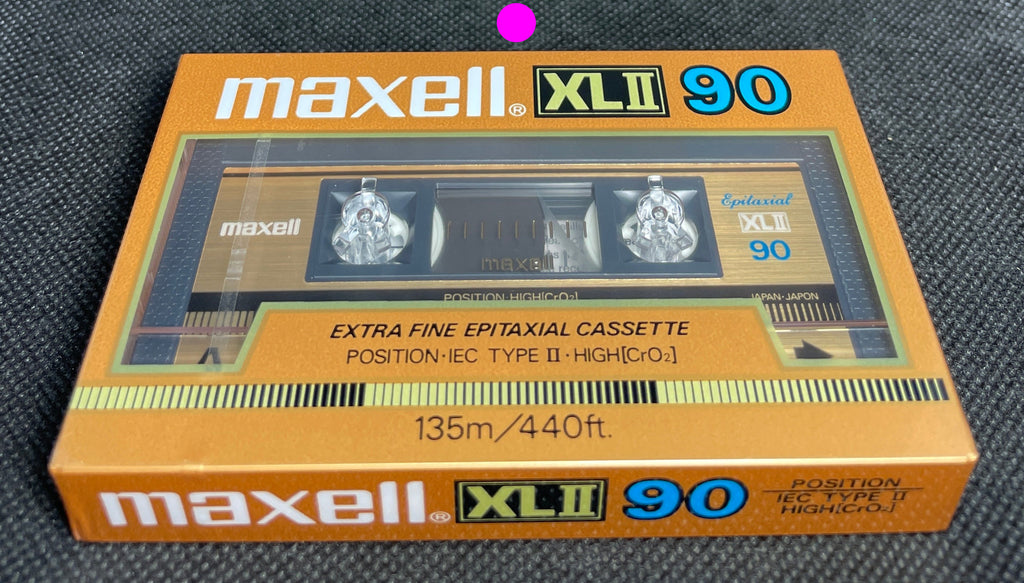 maxell® XLII 90
maxell
Epitaxial
XLII
90
maxell
POSITION·HIGH[CrO₂]
JAPAN·JAPON
EXTRA FINE EPITAXIAL CASSETTE
POSITION·IEC TYPE II·HIGH[CrO₂]
135m/440ft.
maxell® XLII 90
POSITION
IEC TYPE II
HIGH[CrO₂]